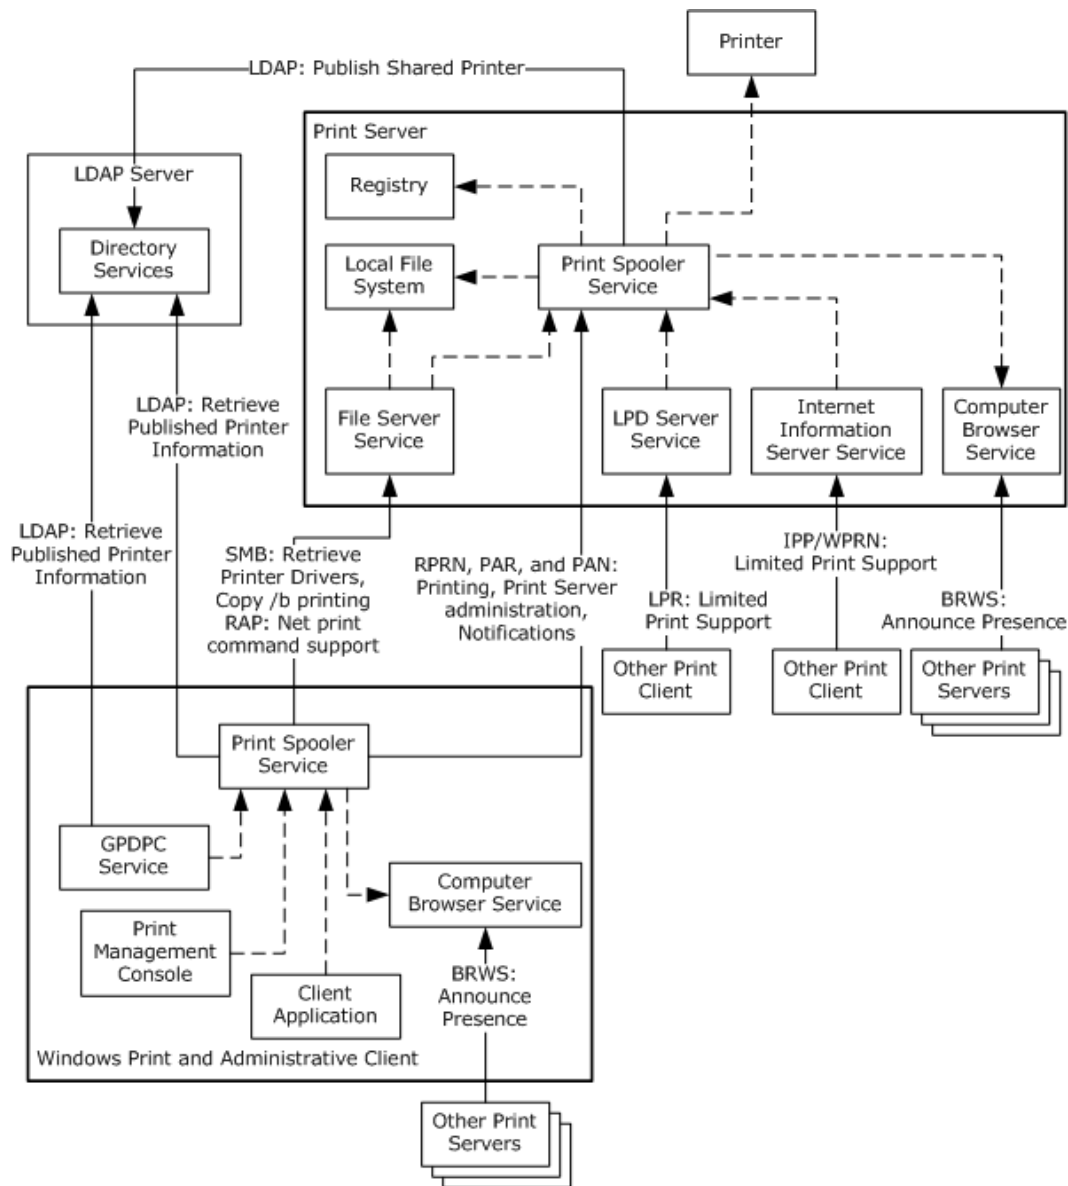 Printer
LDAP: Publish Shared Printer
Print Server
LDAP Server
Registry
Directory
Services
Local File
System
Print Spooler
Service
LDAP: Retrieve
Published Printer
Information
File Server
Service
LPD Server
Service
Internet
Information
Server Service
Computer
Browser
Service
LDAP: Retrieve
Published Printer
Information
SMB: Retrieve
Printer Drivers,
Copy /b printing
RAP: Net print
command support
RPRN, PAR, and PAN:
Printing, Print Server
administration,
Notifications
LPR: Limited
Print Support
IPP/WPRN:
Limited Print Support
BRWS:
Announce Presence
Other Print
Client
Other Print
Client
Other Print
Servers
Print Spooler
Service
GPDPC
Service
Computer
Browser Service
Print
Management
Console
Client
Application
BRWS:
Announce
Presence
Windows Print and Administrative Client
Other Print
Servers